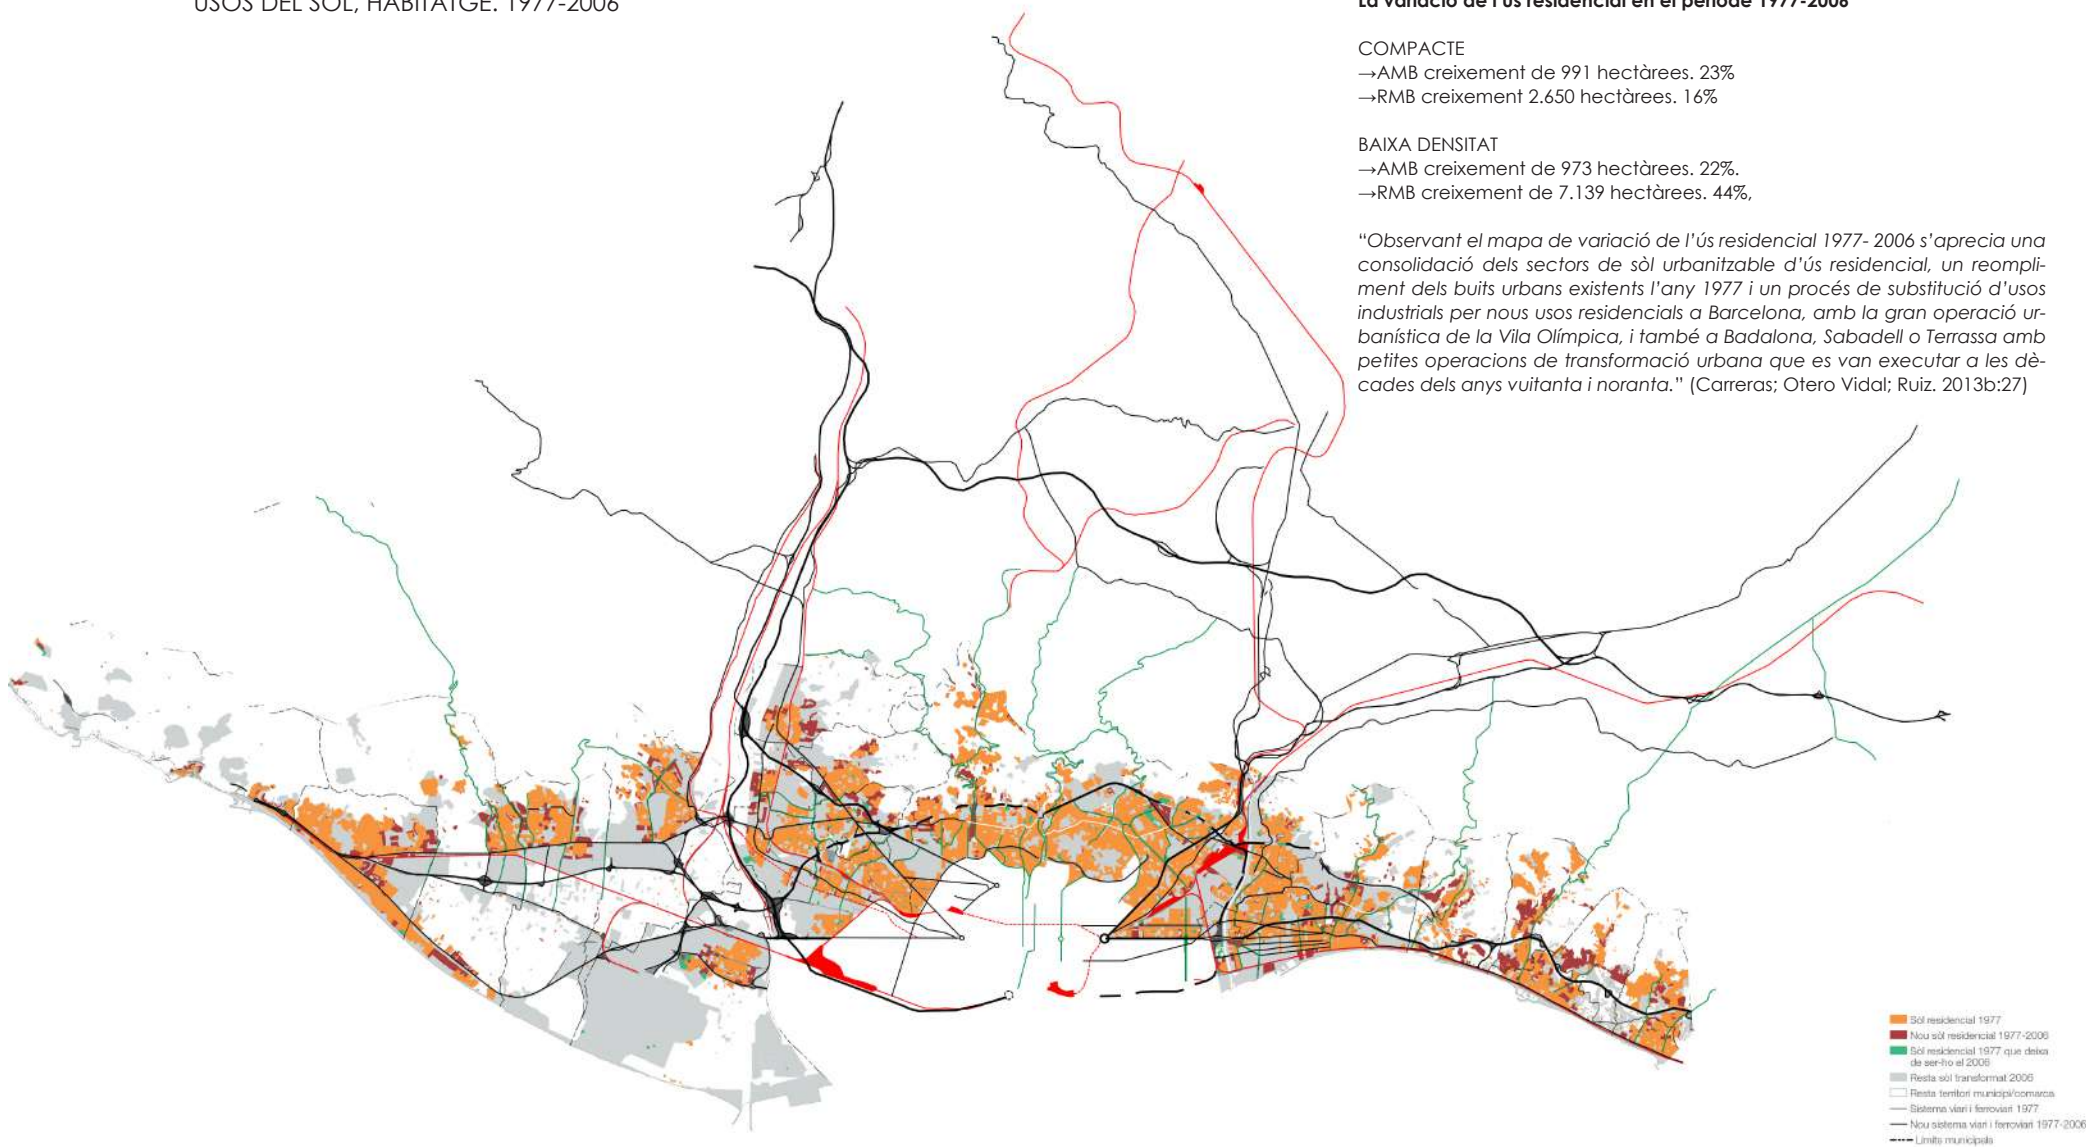 USOS DEL SÒL, HABITATGE. 1977-2006
La variació de l'ús residencial en el període 1977-2006
COMPACTE
→AMB creixement de 991 hectàrees. 23%
→RMB creixement 2.650 hectàrees. 16%
BAIXA DENSITAT
→AMB creixement de 973 hectàrees. 22%.
→RMB creixement de 7.139 hectàrees. 44%,
“Observant el mapa de variació de l’ús residencial 1977- 2006 s’aprecia una
consolidació dels sectors de sòl urbanitzable d’ús residencial, un reompli-
ment dels buits urbans existents l’any 1977 i un procés de substitució d’usos
industrials per nous usos residencials a Barcelona, amb la gran operació ur-
banística de la Vila Olímpica, i també a Badalona, Sabadell o Terrassa amb
petites operacions de transformació urbana que es van executar a les dè-
cades dels anys vuitanta i noranta.” (Carreras; Otero Vidal; Ruiz. 2013b:27)
Sòl residencial 1977
Nou sòl residencial 1977-2006
Sòl residencial 1977 que deixa
de ser-ho el 2006
Resta sòl transformat 2006
Resta territori municipi/comarca
Sistema viari i ferroviari 1977
Nou sistema viari i ferroviari 1977-2006
Límits municipals